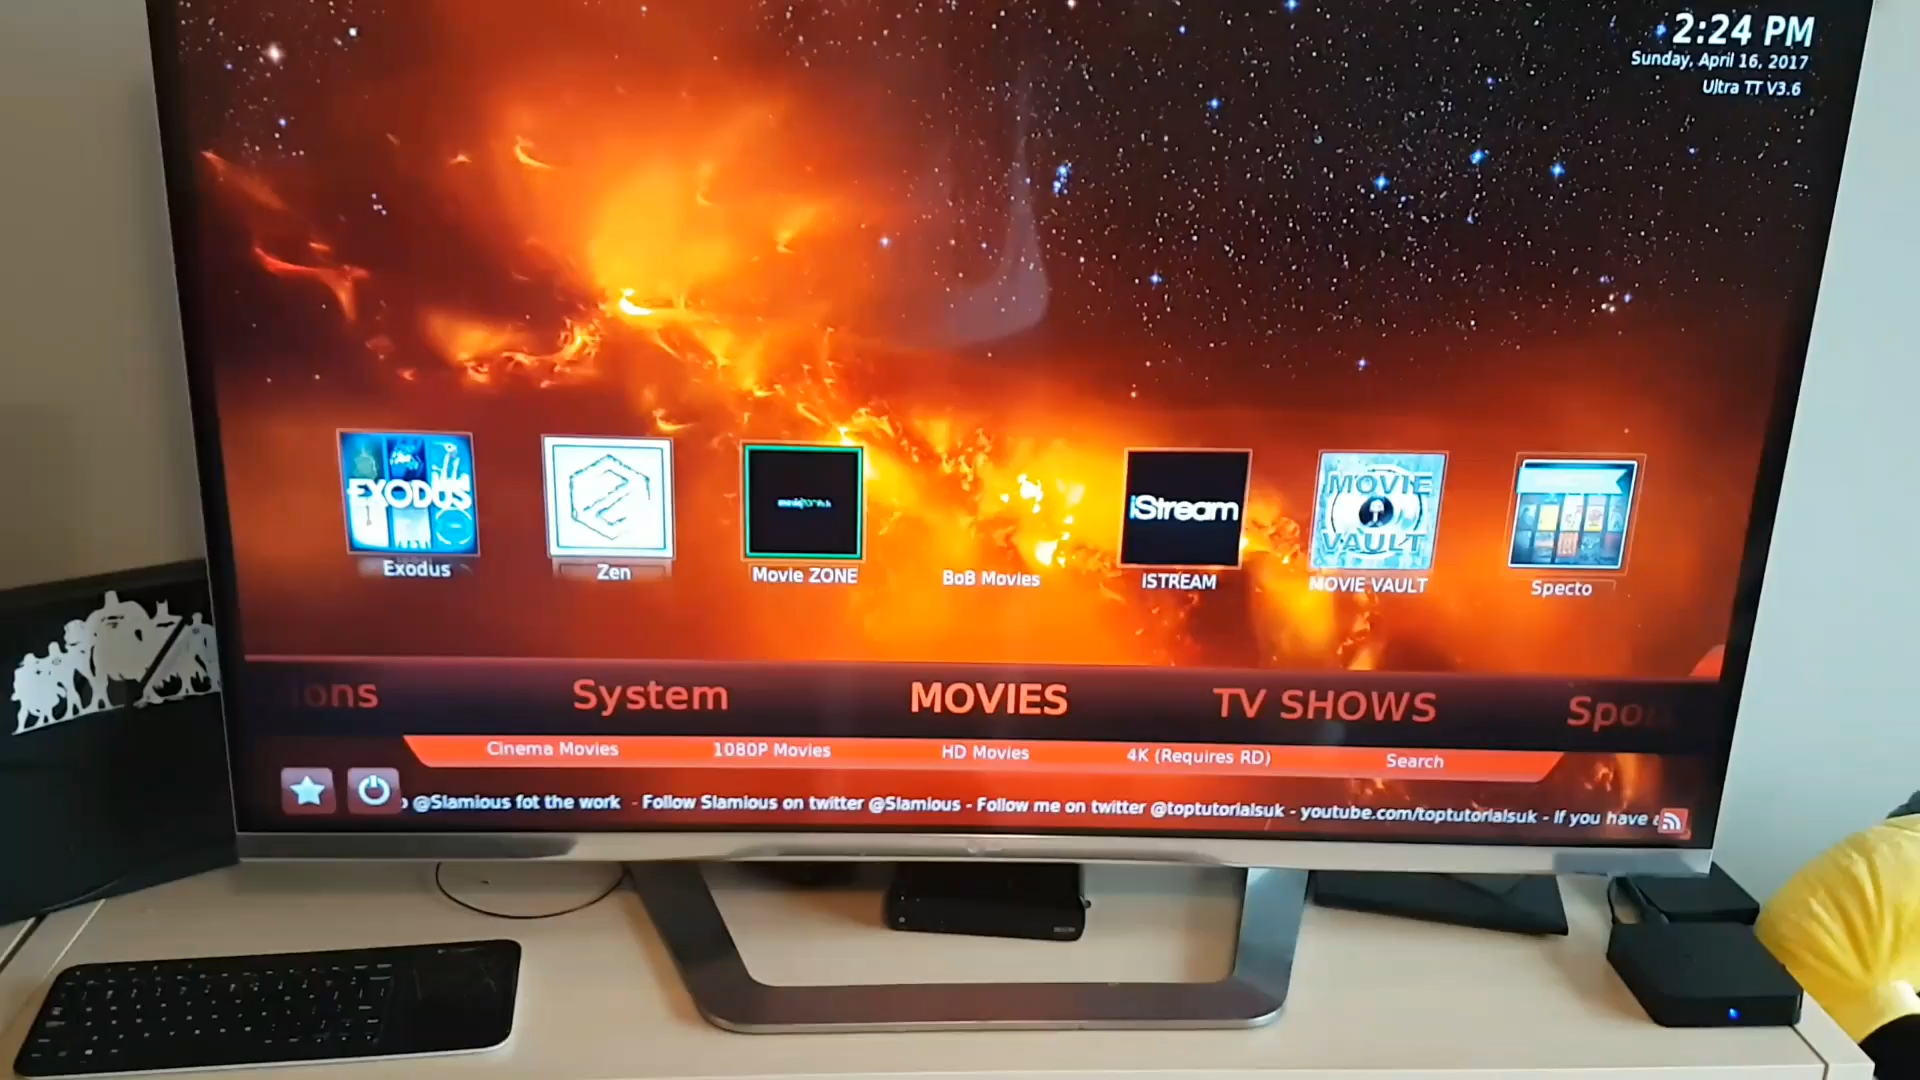 2:24 PM
Sunday, April 16, 2017
Ultra TT V3.6
EXODUS
iStream
MOVIE
VAULT
Exodus
Zen
Movie ZONE
BoB Movies
ISTREAM
MOVIE VAULT
Specto
ions System MOVIES TV SHOWS Spo
Cinema Movies 1080P Movies HD Movies 4K (Requires RD) Search
@Slamious fot the work - Follow Slamious on twitter @Slamious - Follow me on twitter @toptutorialsuk - youtube.com/toptutorialsuk - If you have